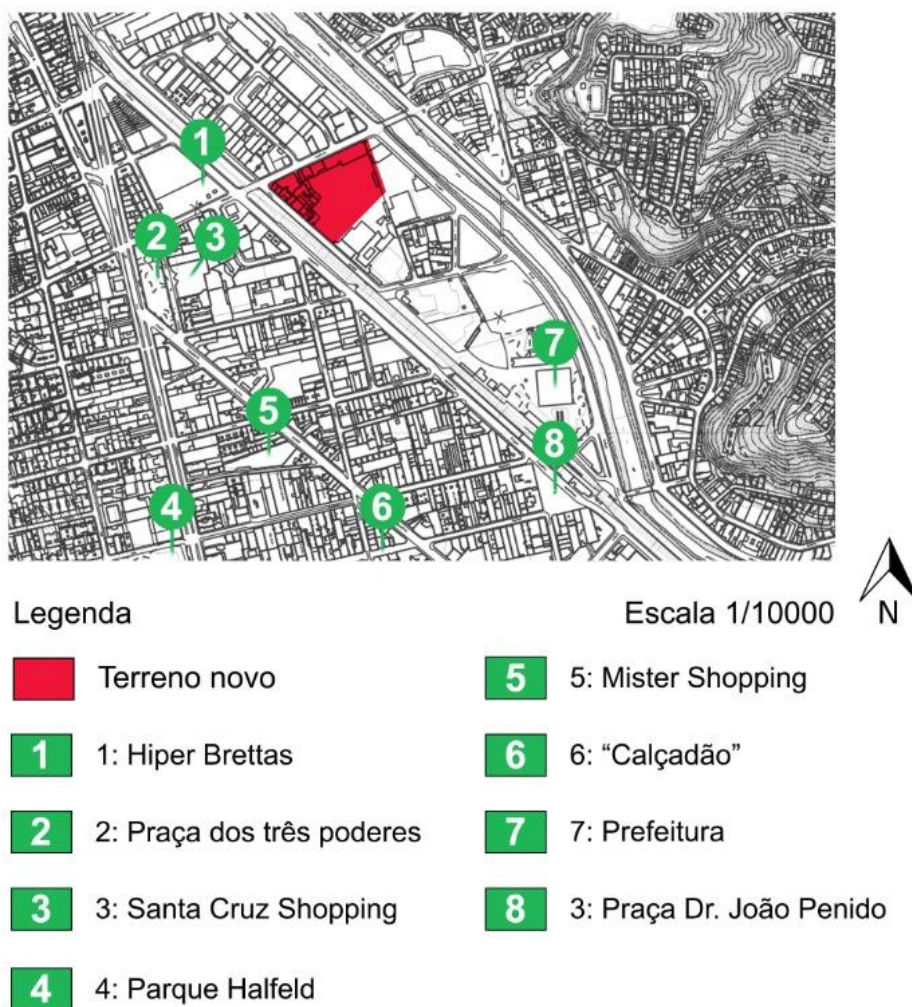 1
2
3
7
5
8
4
6
Legenda
Escala 1/10000
N
Terreno novo
1
1: Hiper Brettas
2
2: Praça dos três poderes
3
3: Santa Cruz Shopping
4
4: Parque Halfeld
5
5: Mister Shopping
6
6: “Calçadão”
7
7: Prefeitura
8
3: Praça Dr. João Penido